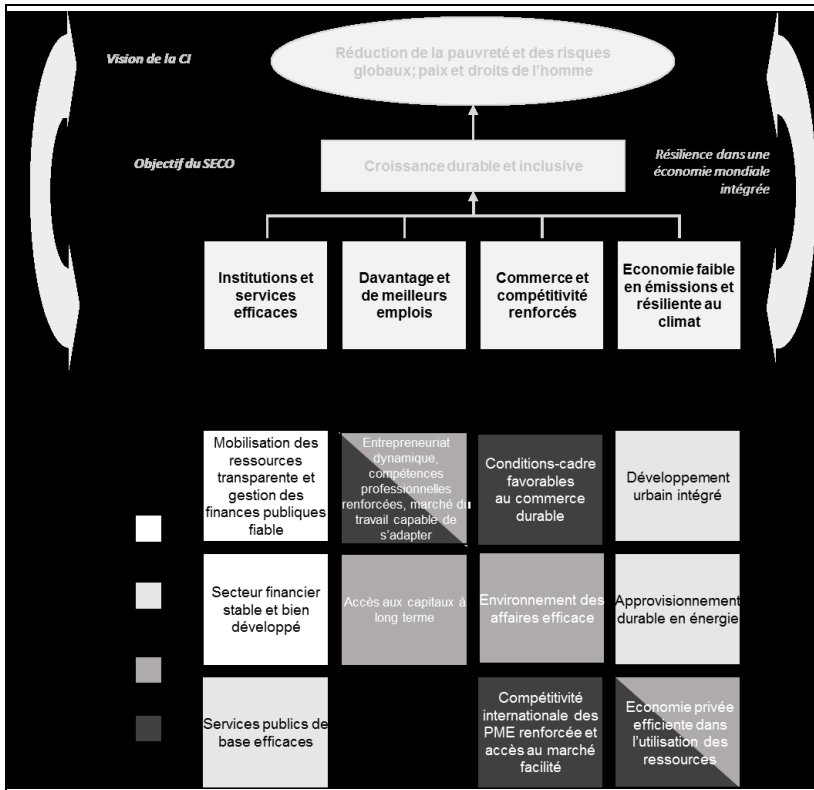 Vision de la CI
Réduction de la pauvreté et des risques
globaux; paix et droits de l'homme
Objectif du SECO
Croissance durable et inclusive
Résilience dans une
économie mondiale
intégrée
Institutions et
services
efficaces
Davantage et
de meilleurs
emplois
Commerce et
compétitivité
renforcés
Economie faible
en émissions et
résiliente au
climat
Mobilisation des
ressources
transparente et
gestion des
finances publiques
fiable
Entrepreneuriat
dynamique,
compétences
professionnelles
renforcées, marché du
travail capable de
s'adapter
Conditions-cadre
favorables
au commerce
durable
Développement
urbain intégré
Secteur financier
stable et bien
développé
Accès aux capitaux à
long terme
Environnement des
affaires efficace
Approvisionnement
durable en énergie
Services publics de
base efficaces
Compétitivité
internationale des
PME renforcée et
accès au marché
facilité
Economie privée
efficiente dans
l'utilisation des
ressources